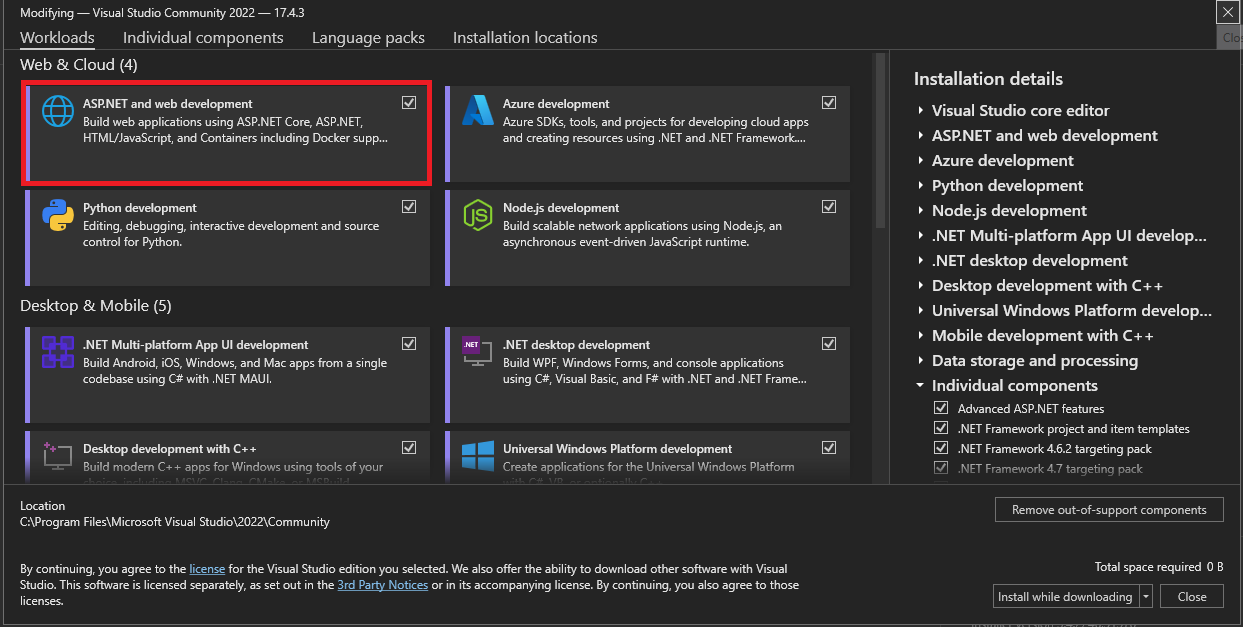 Modifying — Visual Studio Community 2022 — 17.4.3
Workloads Individual components Language packs Installation locations
Web & Cloud (4)
ASP.NET and web development
Build web applications using ASP.NET Core, ASP.NET,
HTML/JavaScript, and Containers including Docker supp...
Azure development
Azure SDKs, tools, and projects for developing cloud apps
and creating resources using .NET and .NET Framework....
Python development
Editing, debugging, interactive development and source
control for Python.
Node.js development
Build scalable network applications using Node.js, an
asynchronous event-driven JavaScript runtime.
Desktop & Mobile (5)
.NET Multi-platform App UI development
Build Android, iOS, Windows, and Mac apps from a single
codebase using C# with .NET MAUI.
.NET
.NET desktop development
Build WPF, Windows Forms, and console applications
using C#, Visual Basic, and F# with .NET and .NET Frame...
Desktop development with C++
Build modern C++ apps for Windows using tools of your
choice, including MSVC, Clang, CMake, or MSBuild.
Universal Windows Platform development
Create applications for the Universal Windows Platform
with C#, VB, or optionally C++.
Installation details
Visual Studio core editor
ASP.NET and web development
Azure development
Python development
Node.js development
.NET Multi-platform App UI develop...
.NET desktop development
Desktop development with C++
Universal Windows Platform develop...
Mobile development with C++
Data storage and processing
Individual components
Advanced ASP.NET features
.NET Framework project and item templates
.NET Framework 4.6.2 targeting pack
.NET Framework 4.7 targeting pack
Location
C:\Program Files\Microsoft Visual Studio\2022\Community
Remove out-of-support components
By continuing, you agree to the license for the Visual Studio edition you selected. We also offer the ability to download other software with Visual
Studio. This software is licensed separately, as set out in the 3rd Party Notices or in its accompanying license. By continuing, you also agree to those
licenses.
Total space required 0 B
Install while downloading
Close